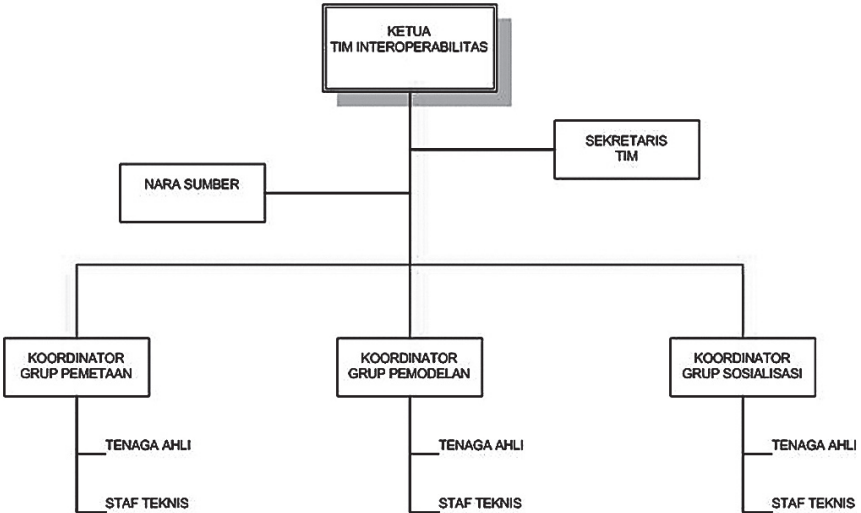 KETUA
TIM INTEROPERABILITAS
SEKRETARIS
TIM
NARA SUMBER
KOORDINATOR
GRUP PEMETAAN
KOORDINATOR
GRUP PEMODELAN
KOORDINATOR
GRUP SOSIALISASI
TENAGA AHLI
TENAGA AHLI
TENAGA AHLI
STAF TEKNIS
STAF TEKNIS
STAF TEKNIS